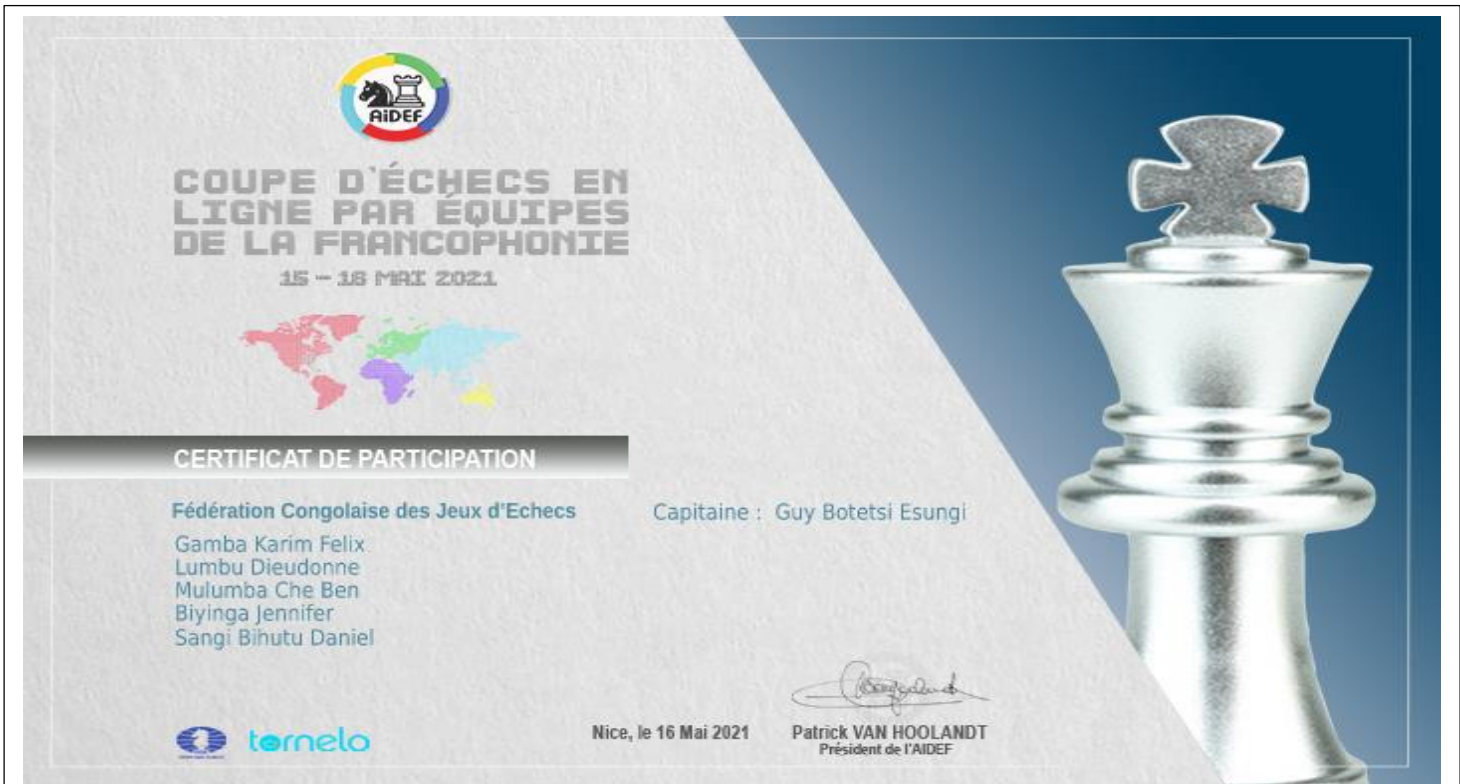 AIDEF
COUPE D'ÉCHECS EN
LIGNE PAR ÉQUIPES
DE LA FRANCOPHONIE
15 - 16 MAI 2021
CERTIFICAT DE PARTICIPATION
Fédération Congolaise des Jeux d'Echecs
Capitaine : Guy Botetsi Esungi
Gamba Karim Felix
Lumbu Dieudonne
Mulumba Che Ben
Biyinga Jennifer
Sangi Bihutu Daniel
tornelo
Nice, le 16 Mai 2021
Patrick VAN HOOLANDT
Président de l'AIDEF